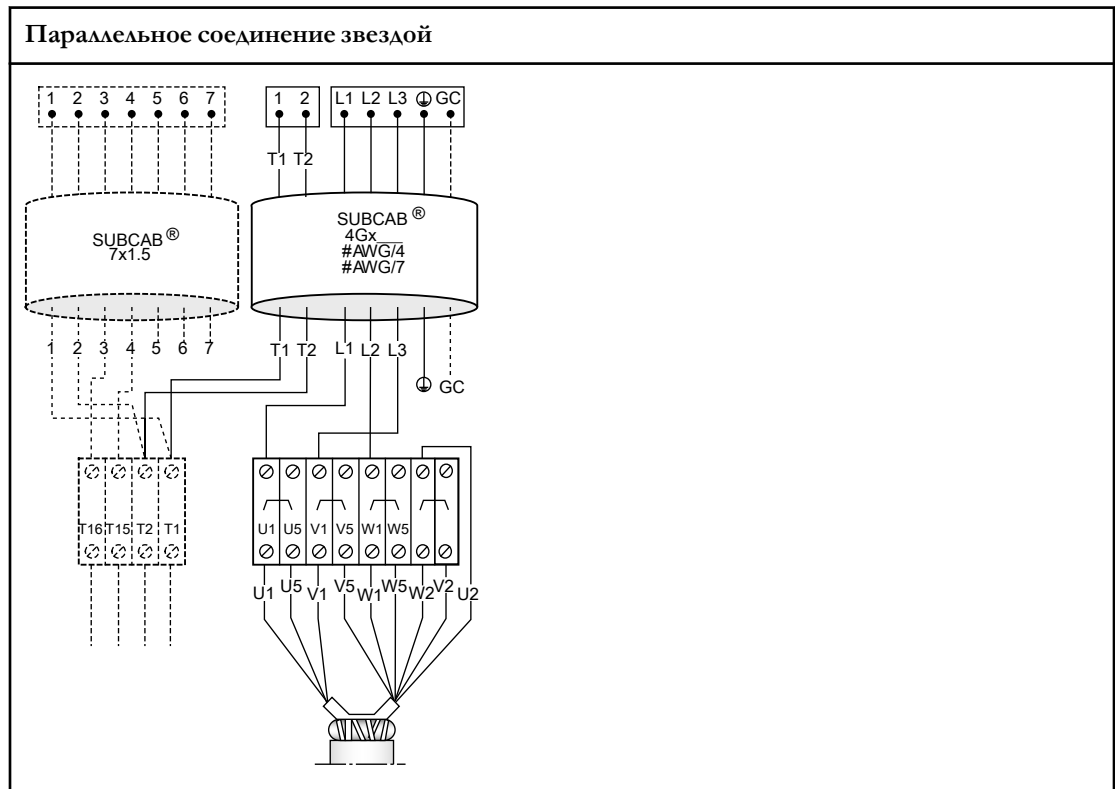 Параллельное соединение звездой
1 2 3 4 5 6 7
1 2
L1 L2 L3 ⏚ GC
T1 T2
SUBCAB®
7x1.5
SUBCAB®
4Gx___
#AWG/4
#AWG/7
1 2 3 4 5 6 7
T1 T2 L1 L2 L3
⏚ GC
T16 T15 T2 T1
U1 U5 V1 V5 W1 W5
U1 U5 V1 V5 W1 W5 W2 V2 U2